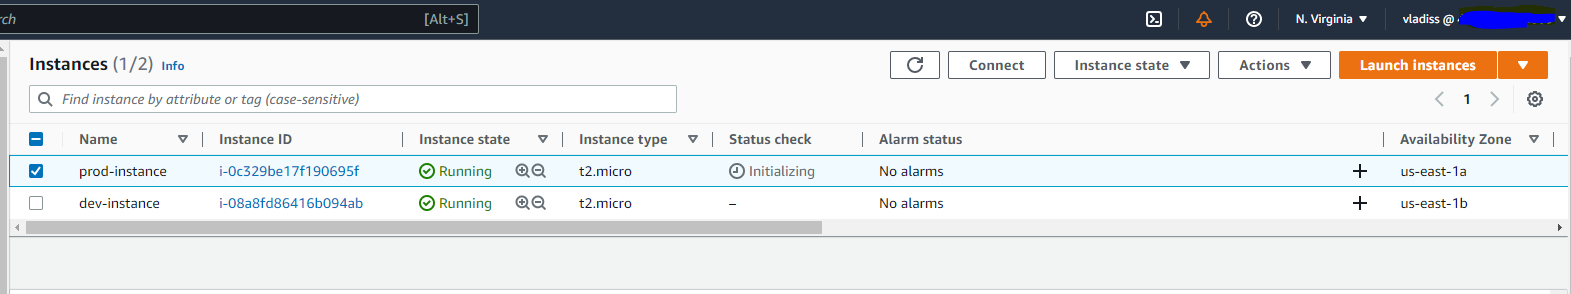 rch [Alt+S] N. Virginia ▼ vladiss @
Instances (1/2) Info Connect Instance state ▼ Actions ▼ Launch instances ▼
Find instance by attribute or tag (case-sensitive) 1
Name Instance ID Instance state Instance type Status check Alarm status Availability Zone
prod-instance i-0c329be17f190695f Running t2.micro Initializing No alarms + us-east-1a
dev-instance i-08a8fd86416b094ab Running t2.micro – No alarms + us-east-1b